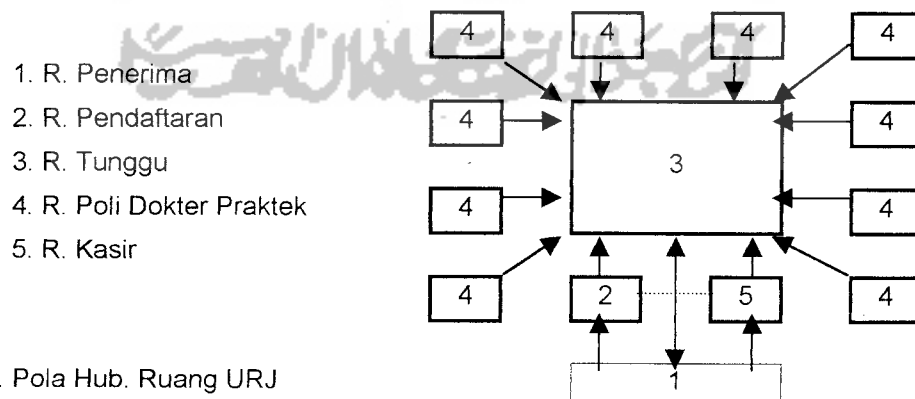 4 4 4 4
1. R. Penerima
2. R. Pendaftaran
4 4
3. R. Tunggu
3
4. R. Poli Dokter Praktek
4 4
5. R. Kasir
4 2 5 4
. Pola Hub. Ruang URJ
1